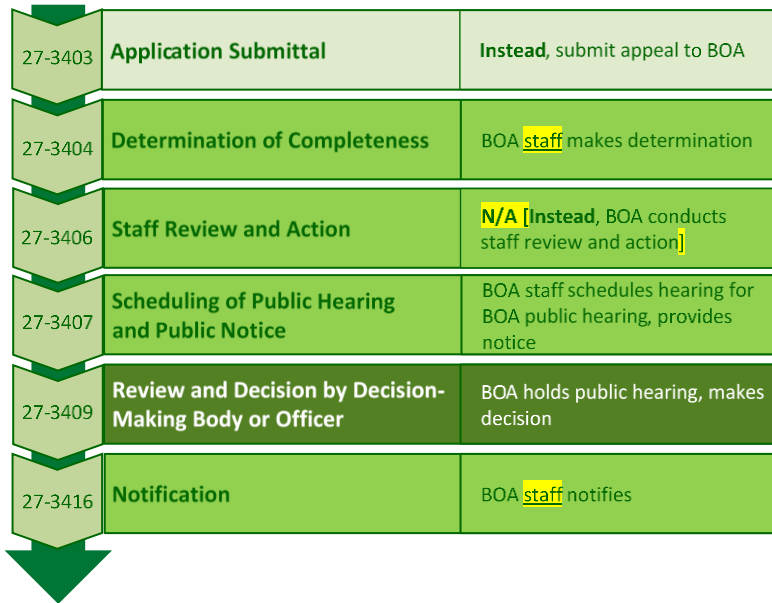 27-3403
Application Submittal
Instead, submit appeal to BOA
27-3404
Determination of Completeness
BOA staff makes determination
27-3406
Staff Review and Action
N/A [Instead, BOA conducts
staff review and action]
27-3407
Scheduling of Public Hearing
and Public Notice
BOA staff schedules hearing for
BOA public hearing, provides
notice
27-3409
Review and Decision by Decision-
Making Body or Officer
BOA holds public hearing, makes
decision
27-3416
Notification
BOA staff notifies